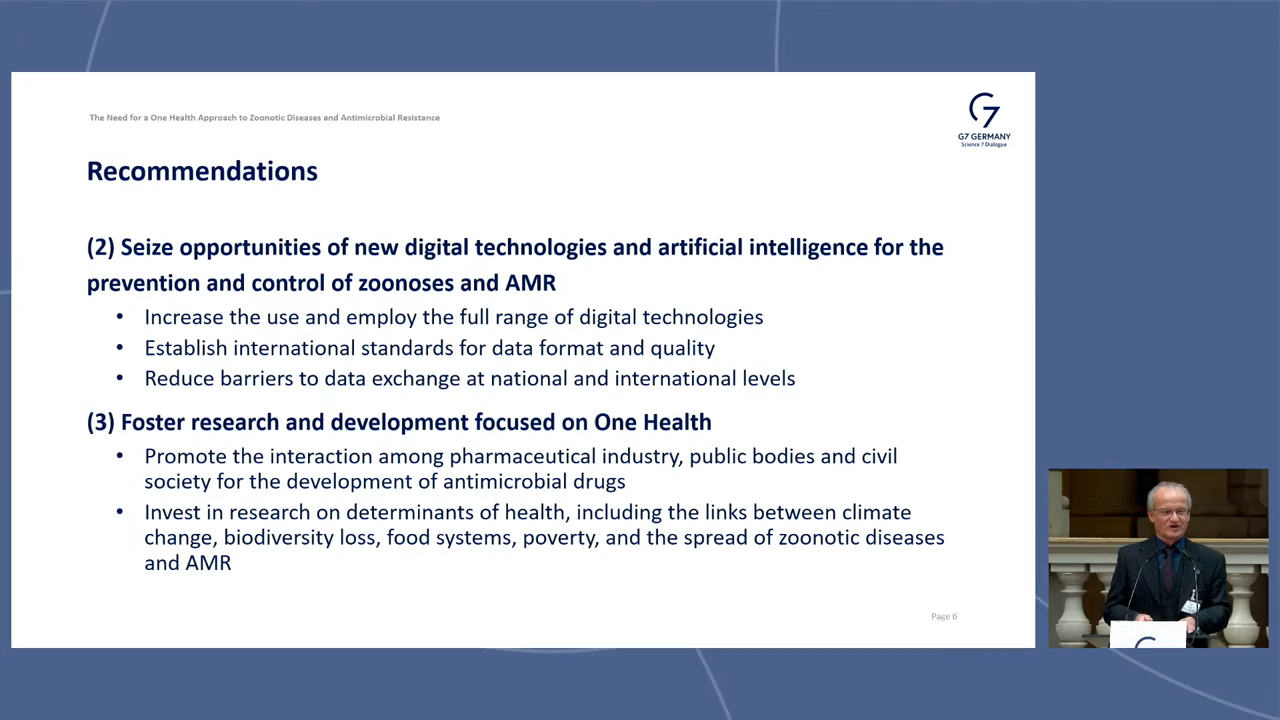 The Need for a One Health Approach to Zoonotic Diseases and Antimicrobial Resistance
G7 GERMANY
Science 7 Dialogue
Recommendations
(2) Seize opportunities of new digital technologies and artificial intelligence for the
prevention and control of zoonoses and AMR
• Increase the use and employ the full range of digital technologies
• Establish international standards for data format and quality
• Reduce barriers to data exchange at national and international levels
(3) Foster research and development focused on One Health
• Promote the interaction among pharmaceutical industry, public bodies and civil
society for the development of antimicrobial drugs
• Invest in research on determinants of health, including the links between climate
change, biodiversity loss, food systems, poverty, and the spread of zoonotic diseases
and AMR
Page 6